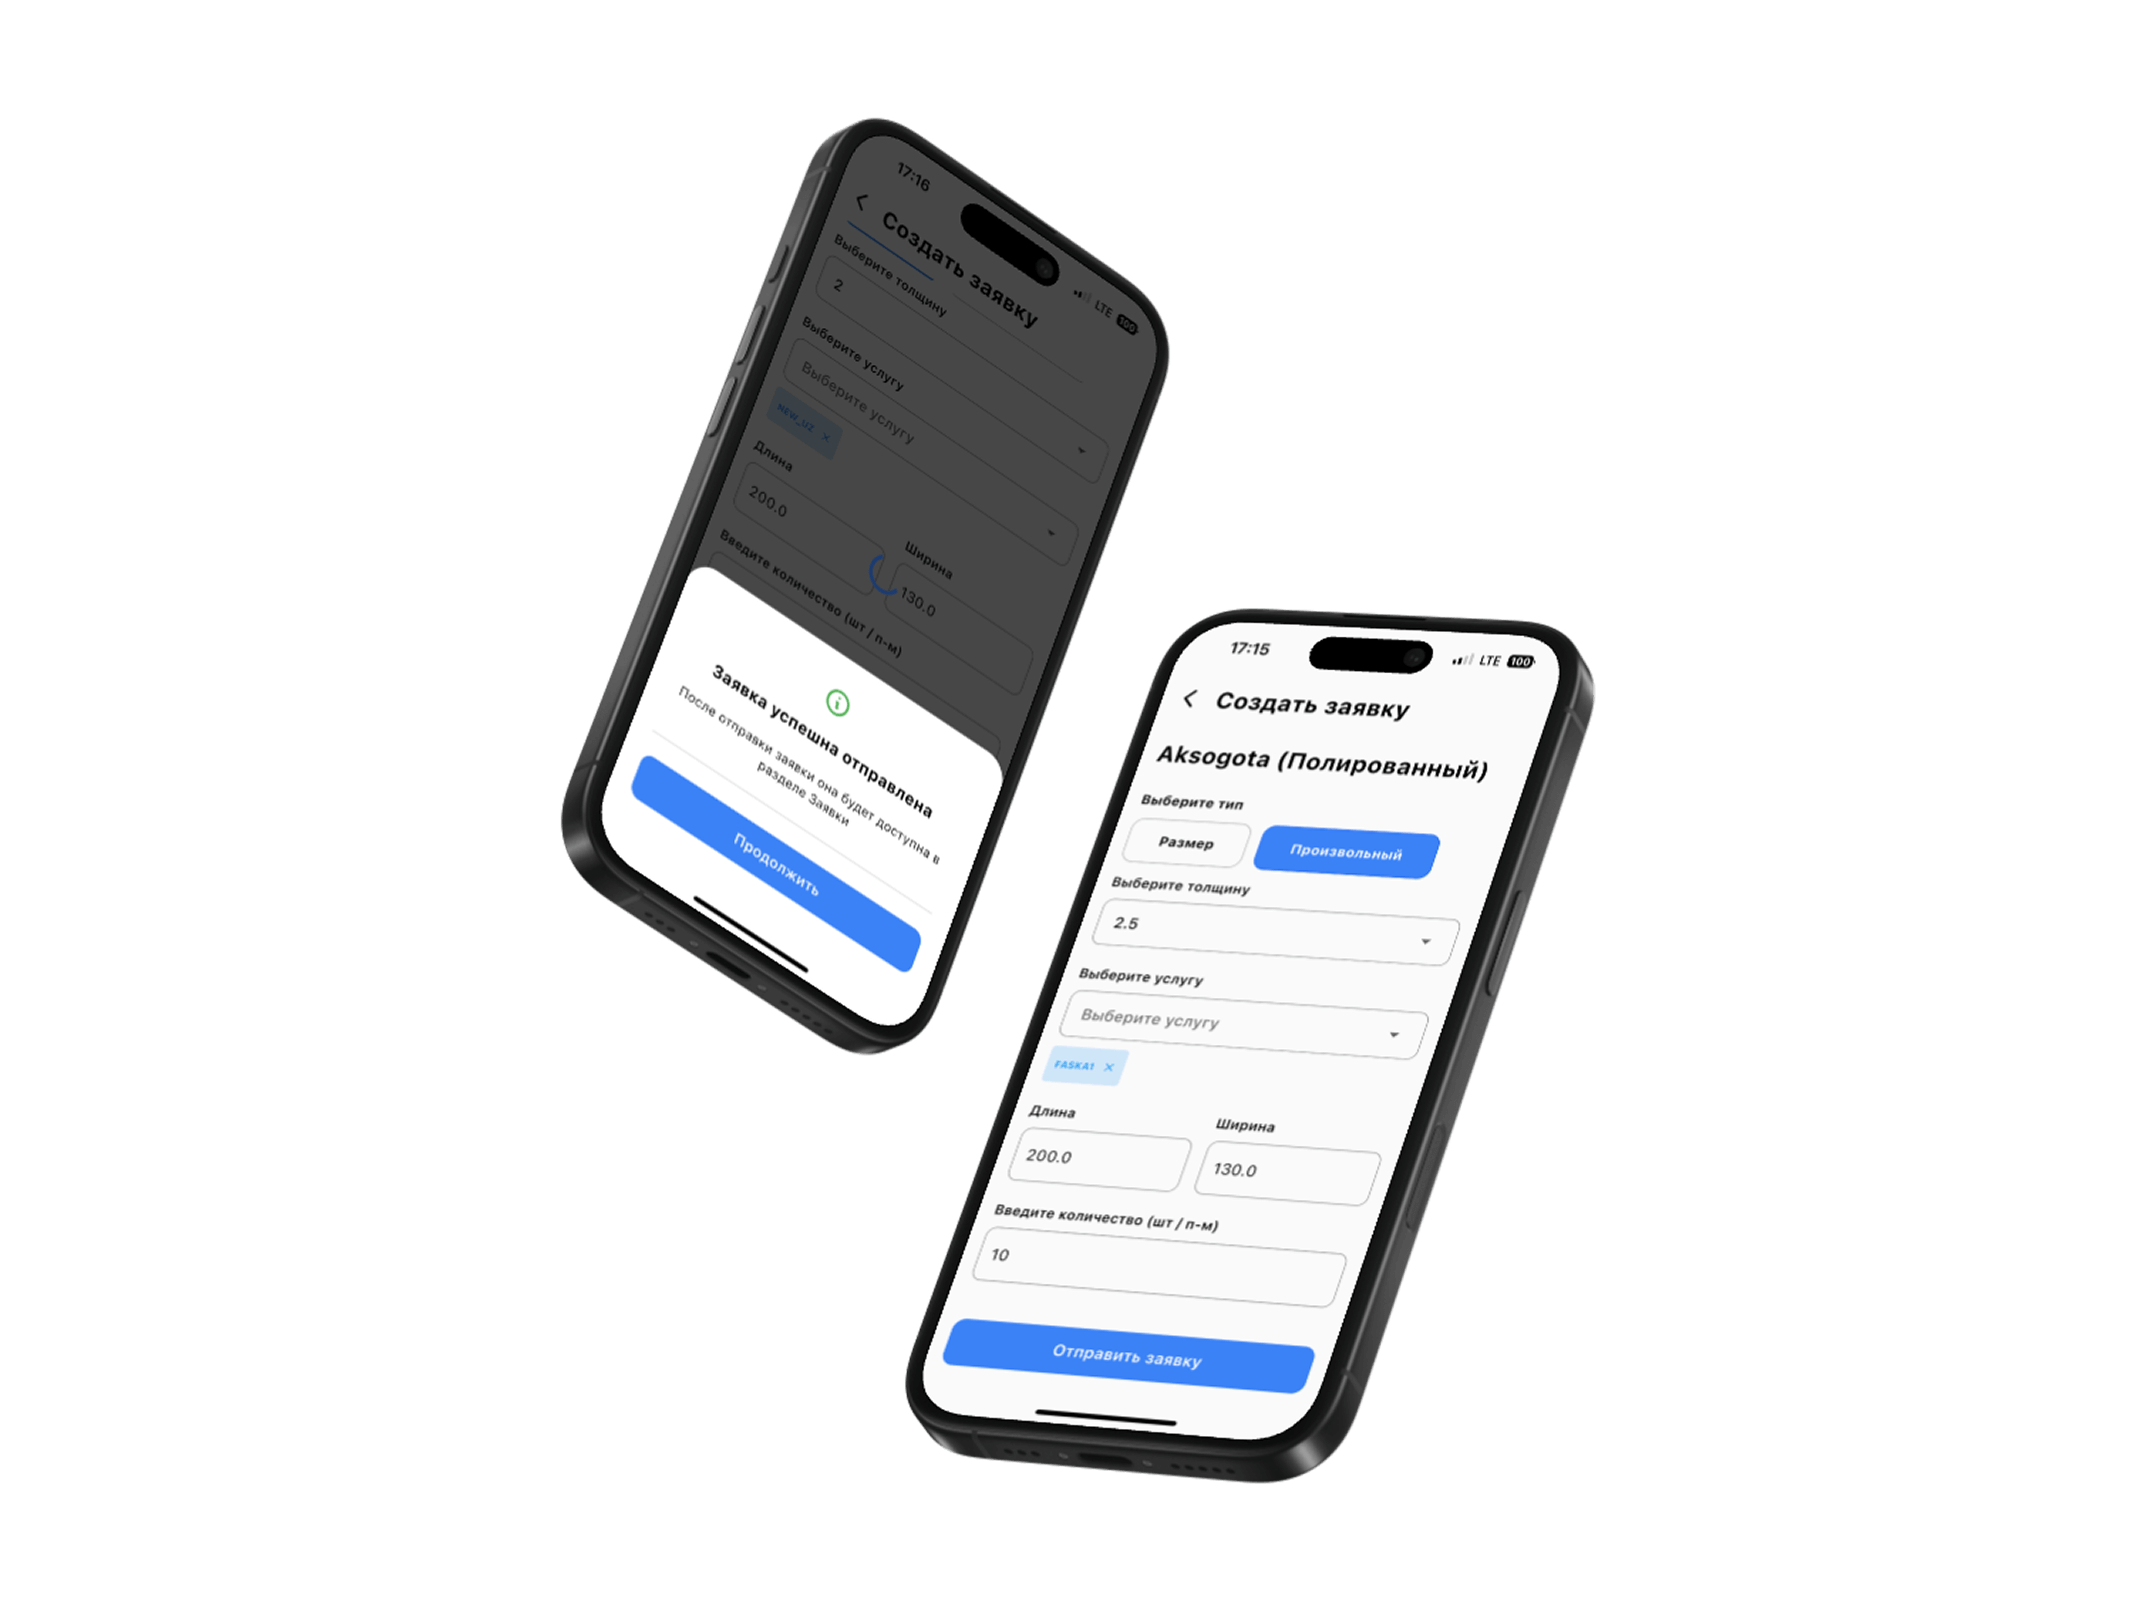 17:16
LTE 100
Создать заявку
Выберите толщину
2
Выберите услугу
Выберите услугу
NEW_UZ ×
Длина
Ширина
200.0
130.0
Введите количество (шт / п-м)
Заявка успешна отправлена
После отправки заявки она будет доступна в
разделе Заявки
Продолжить
17:15
LTE 100
Создать заявку
Aksogota (Полированный)
Выберите тип
Размер
Произвольный
Выберите толщину
2.5
Выберите услугу
Выберите услугу
FASKA1 ×
Длина
Ширина
200.0
130.0
Введите количество (шт / п-м)
10
Отправить заявку